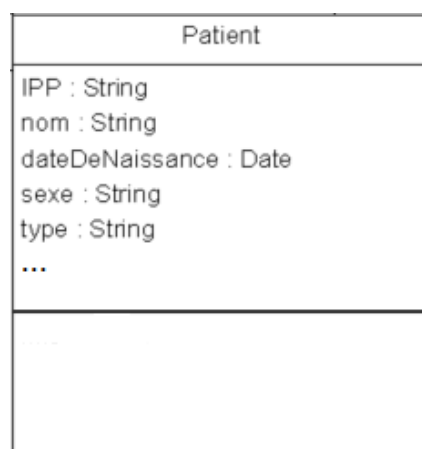 Patient
IPP : String
nom : String
dateDeNaissance : Date
sexe : String
type : String
...